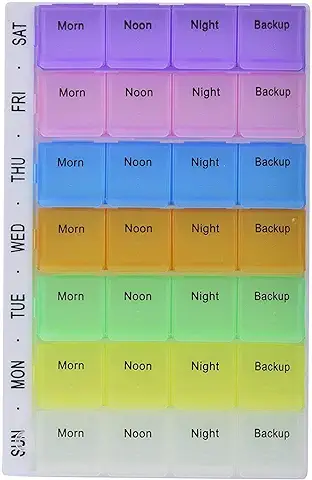 SAT
Morn Noon Night Backup
FRI
Morn Noon Night Backup
THU
Morn Noon Night Backup
WED
Morn Noon Night Backup
TUE
Morn Noon Night Backup
MON
Morn Noon Night Backup
SUN
Morn Noon Night Backup